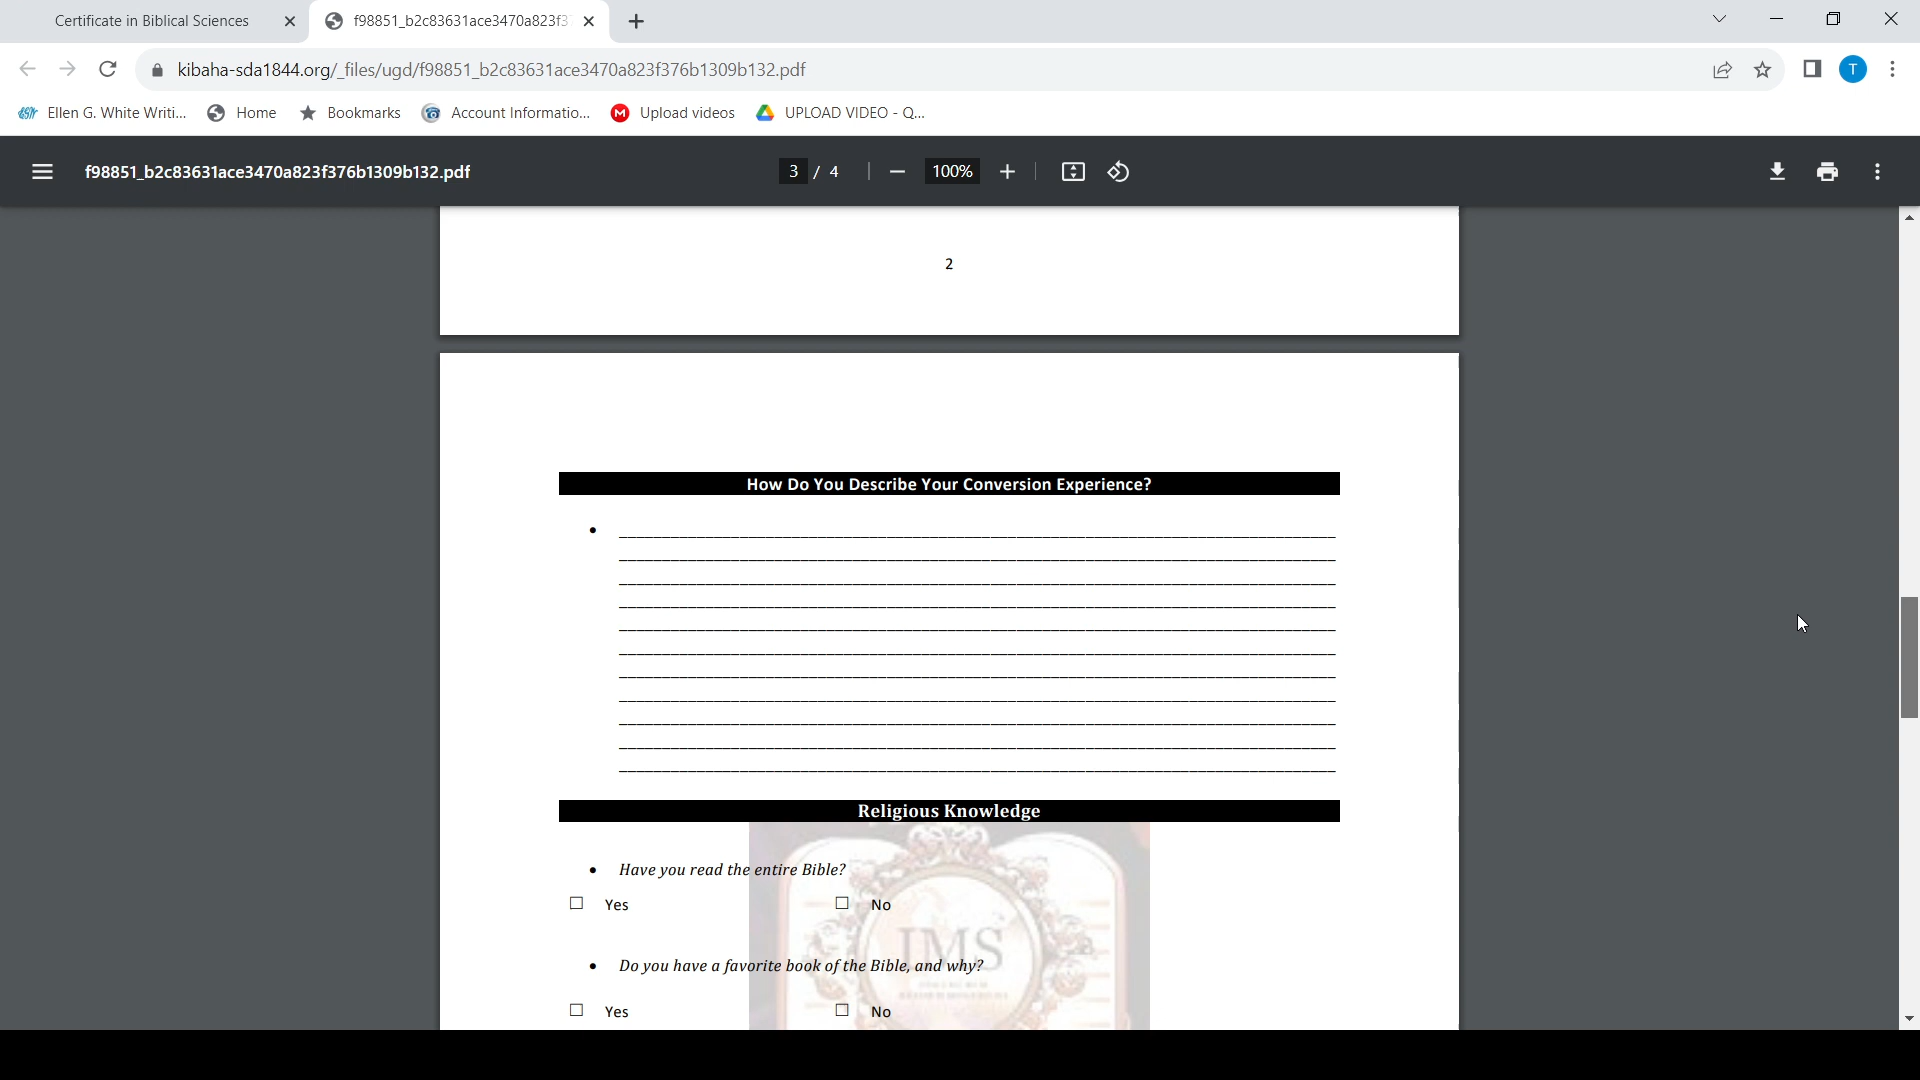 Certificate in Biblical Sciences
f98851_b2c83631ace3470a823f37
kibaha-sda1844.org/_files/ugd/f98851_b2c83631ace3470a823f376b1309b132.pdf
T
EGW Ellen G. White Writi...
Home
Bookmarks
Account Informatio...
M Upload videos
UPLOAD VIDEO - Q...
f98851_b2c83631ace3470a823f376b1309b132.pdf
3 / 4
100%
2
How Do You Describe Your Conversion Experience?
Religious Knowledge
• Have you read the entire Bible?
☐ Yes ☐ No
IMS
• Do you have a favorite book of the Bible, and why?
☐ Yes ☐ No